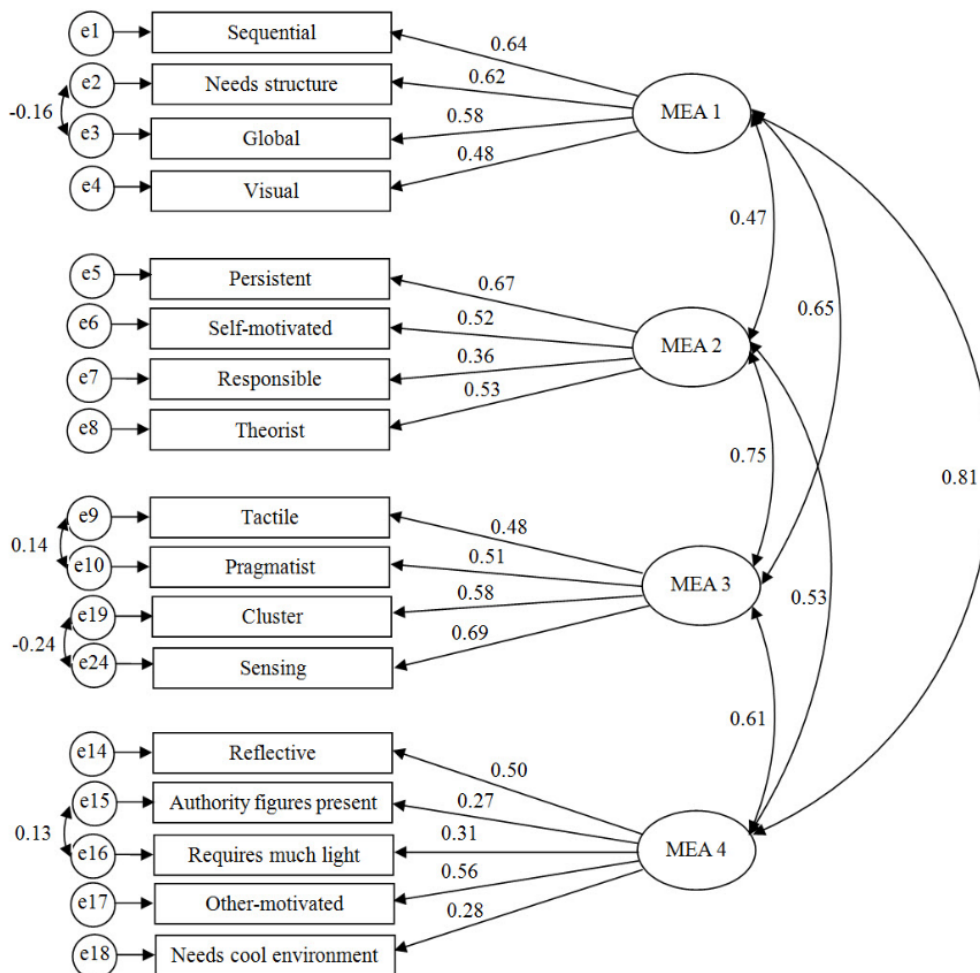 e1
Sequential
0.64
e2
Needs structure
0.62
-0.16
MEA 1
e3
Global
0.58
e4
Visual
0.48
0.47
e5
Persistent
0.67
0.65
e6
Self-motivated
0.52
MEA 2
e7
Responsible
0.36
e8
Theorist
0.53
0.75
0.81
e9
Tactile
0.48
0.14
e10
Pragmatist
0.51
MEA 3
e19
Cluster
0.58
0.53
-0.24
e24
Sensing
0.69
0.61
e14
Reflective
0.50
e15
Authority figures present
0.27
0.13
e16
Requires much light
0.31
MEA 4
e17
Other-motivated
0.56
e18
Needs cool environment
0.28